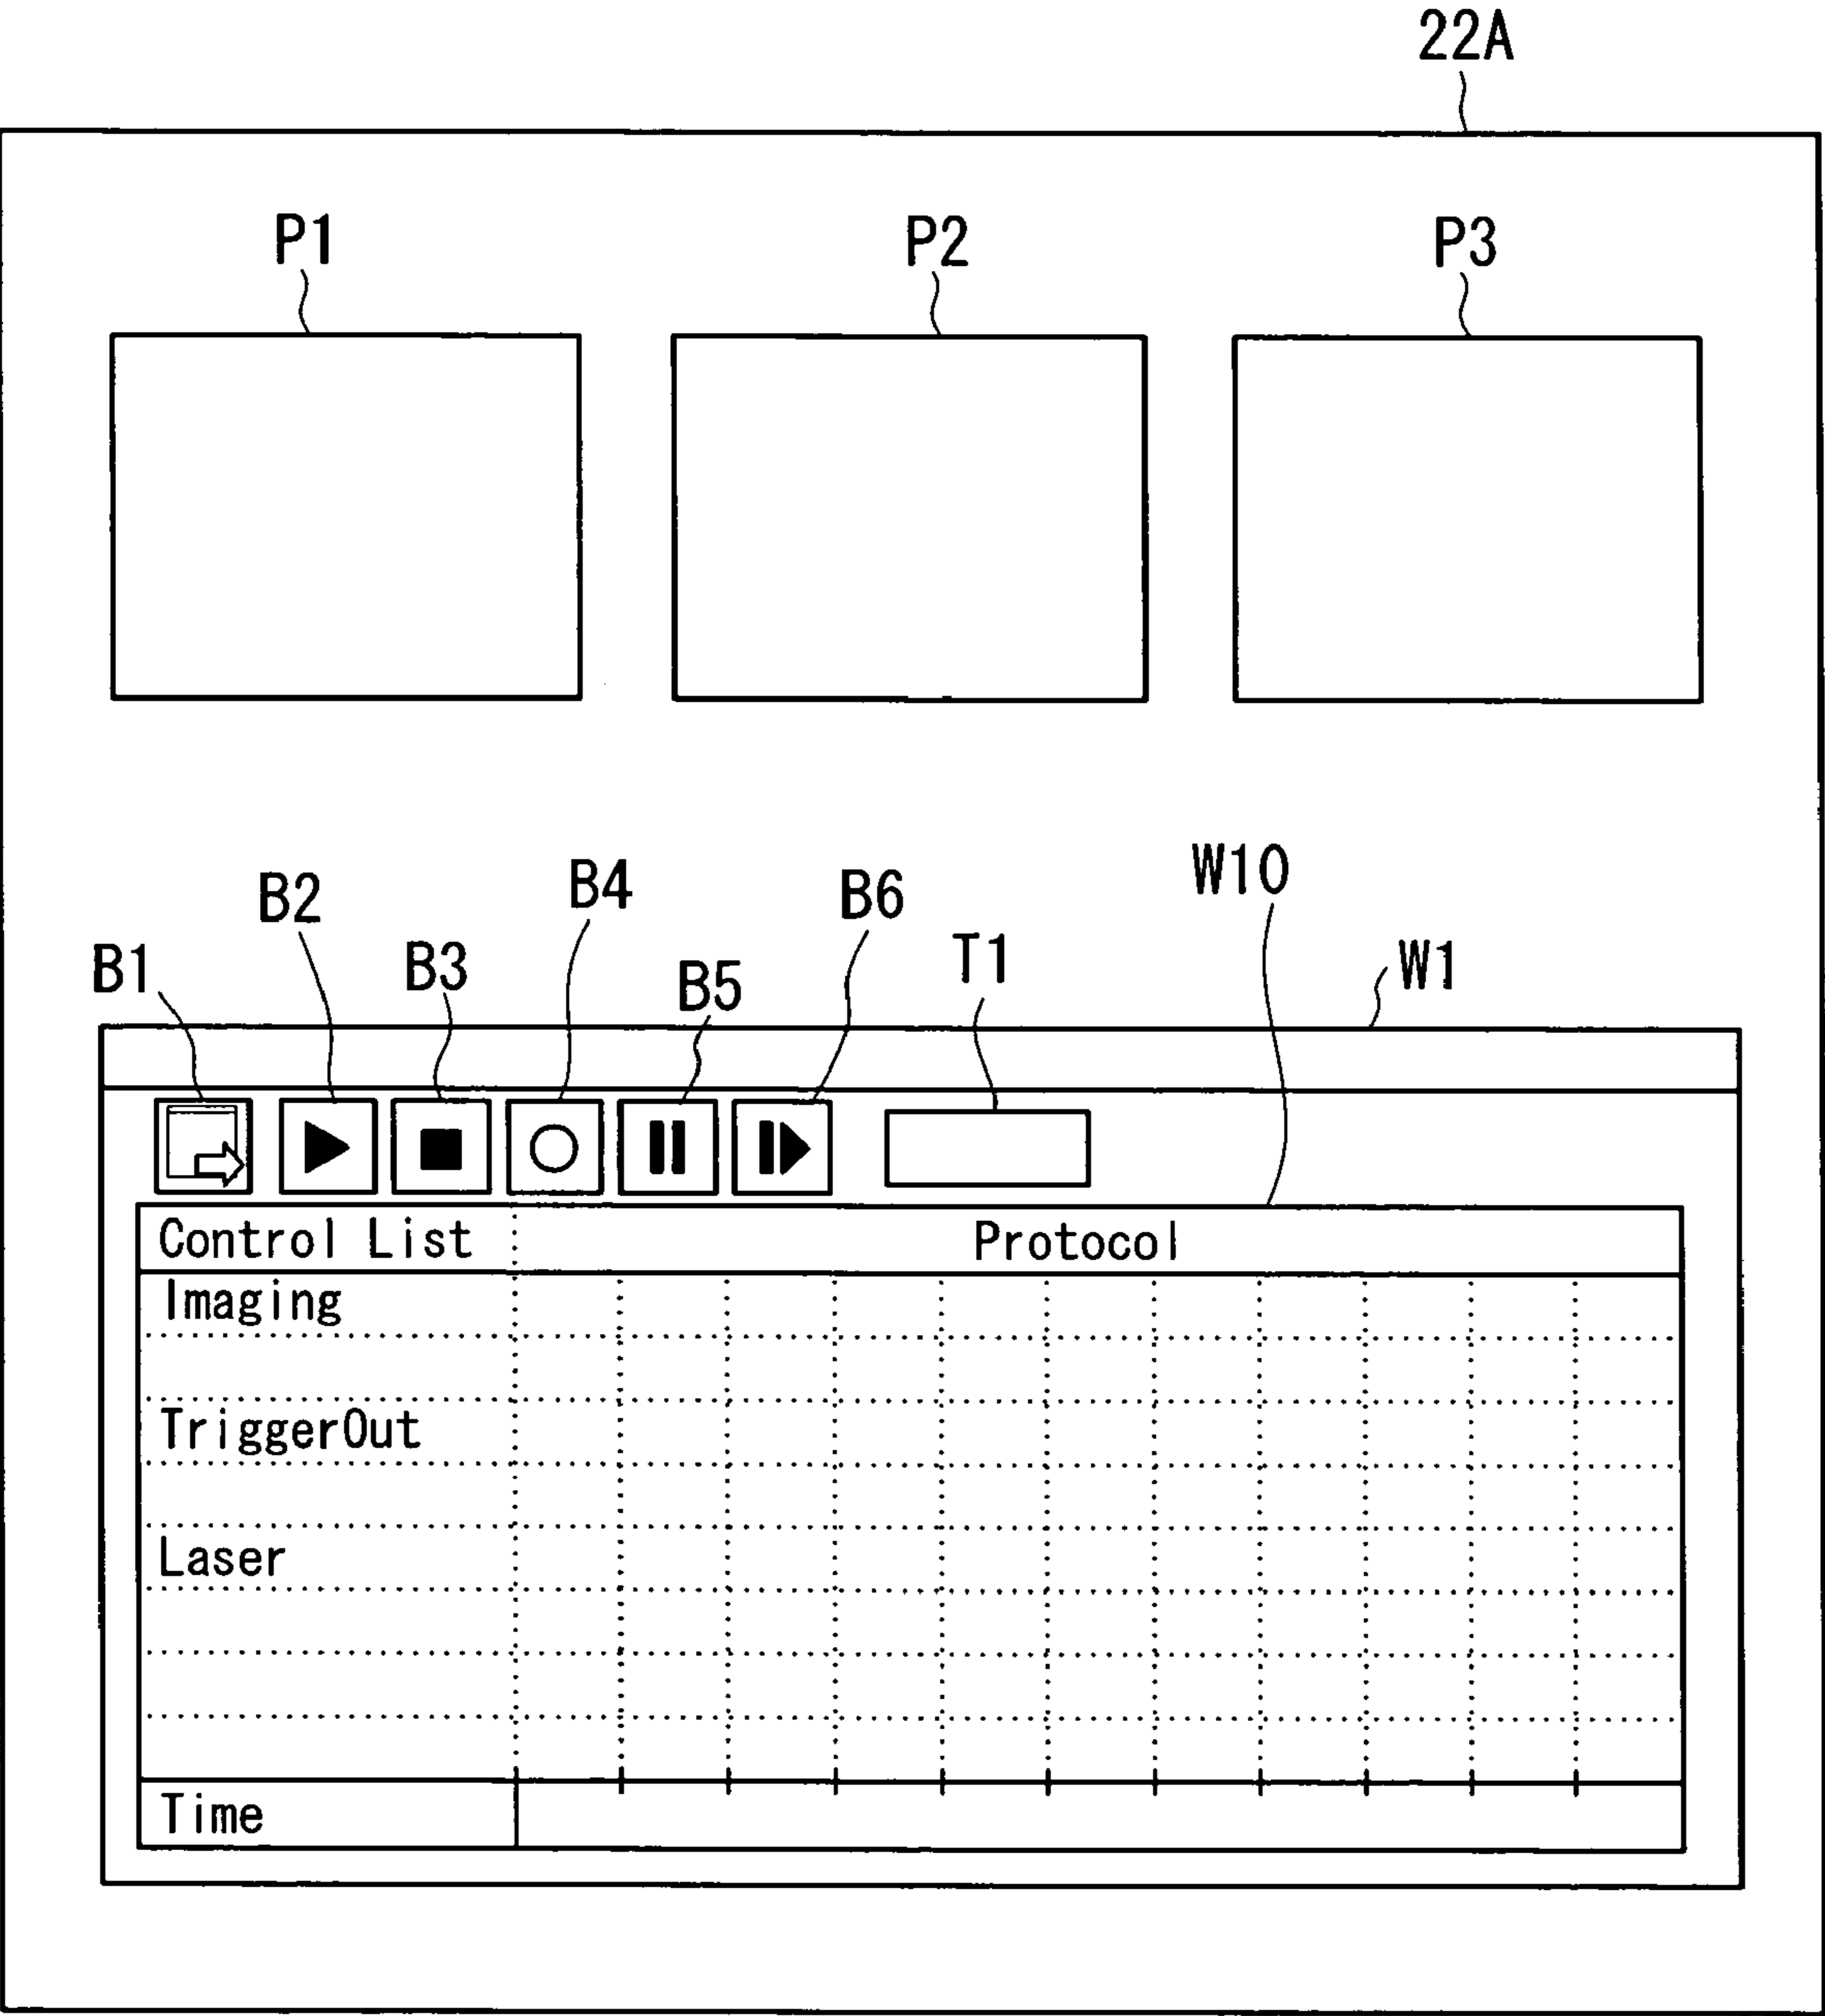 22A
P1 P2 P3
W10
B4
B2 B6
B1 B3 B5 T1 W1
Control List Protocol
Imaging
TriggerOut
Laser
Time